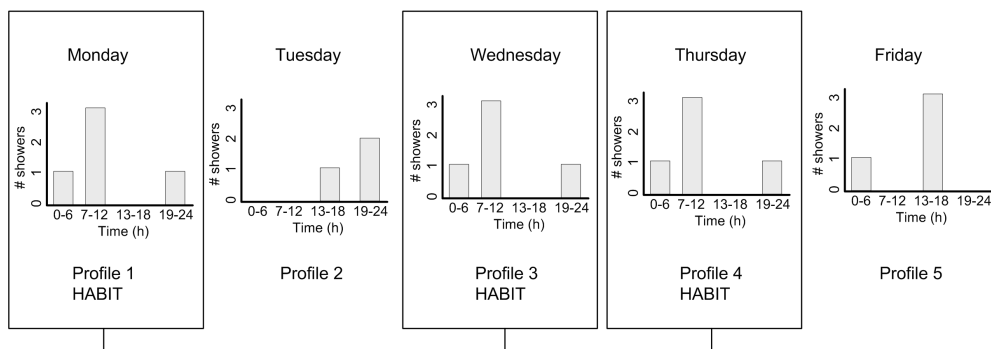 Monday
3
2
1
0
# showers
0-6 7-12 13-18 19-24
Time (h)
Profile 1
HABIT
Tuesday
3
2
1
0
# showers
0-6 7-12 13-18 19-24
Time (h)
Profile 2
Wednesday
3
2
1
0
# showers
0-6 7-12 13-18 19-24
Time (h)
Profile 3
HABIT
Thursday
3
2
1
0
# showers
0-6 7-12 13-18 19-24
Time (h)
Profile 4
HABIT
Friday
3
2
1
0
# showers
0-6 7-12 13-18 19-24
Time (h)
Profile 5